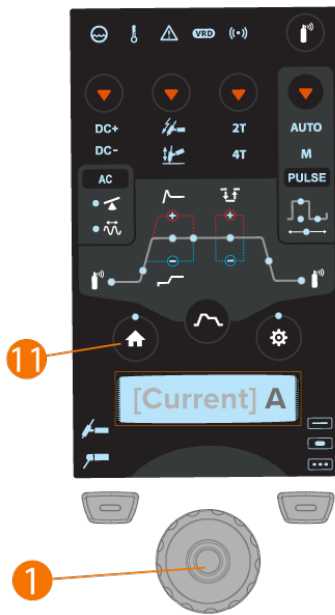 VRD
DC+ 2T AUTO
DC- 4T M
AC PULSE
11
[Current] A
1